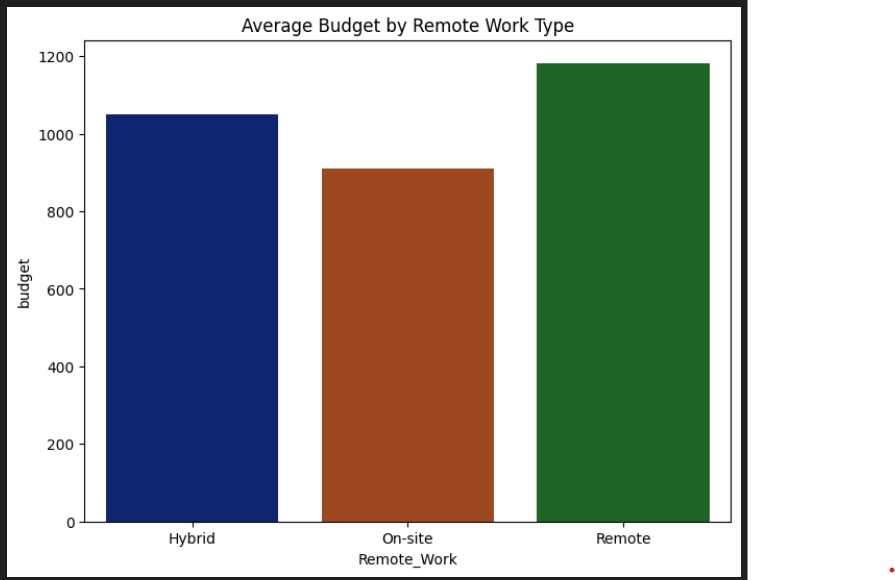 Average Budget by Remote Work Type
1200
1000
800
600
400
200
0
budget
Hybrid On-site Remote
Remote_Work